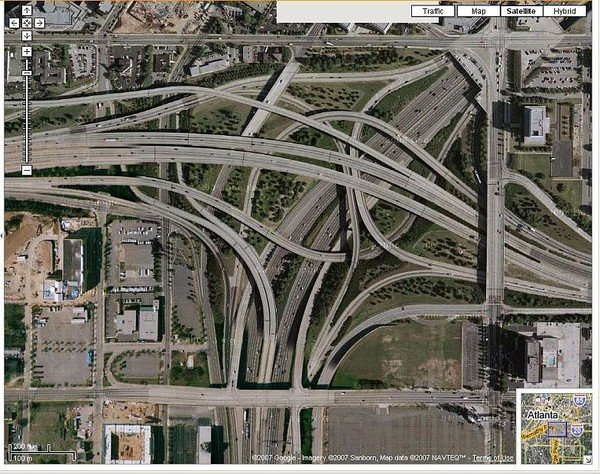 Traffic Map Satellite Hybrid
200 ft
100 m
Atlanta
©2007 Google - Imagery ©2007 Sanborn, Map data ©2007 NAVTEQ™ - Terms of Use